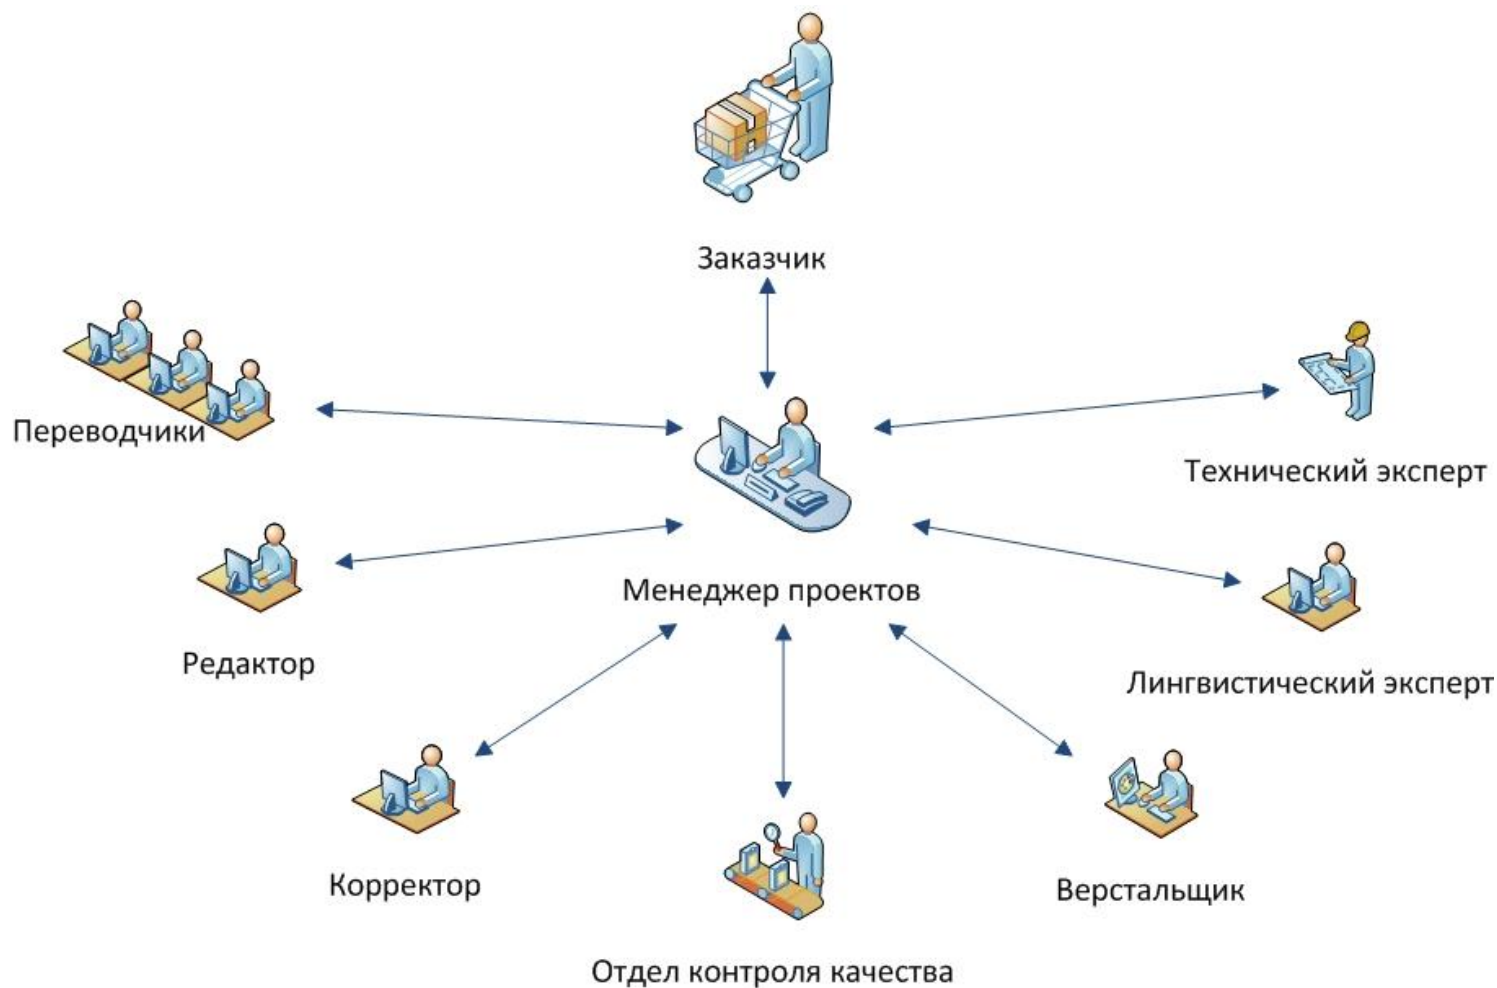 Заказчик
Переводчики
Технический эксперт
Менеджер проектов
Редактор
Лингвистический эксперт
Корректор
Верстальщик
Отдел контроля качества